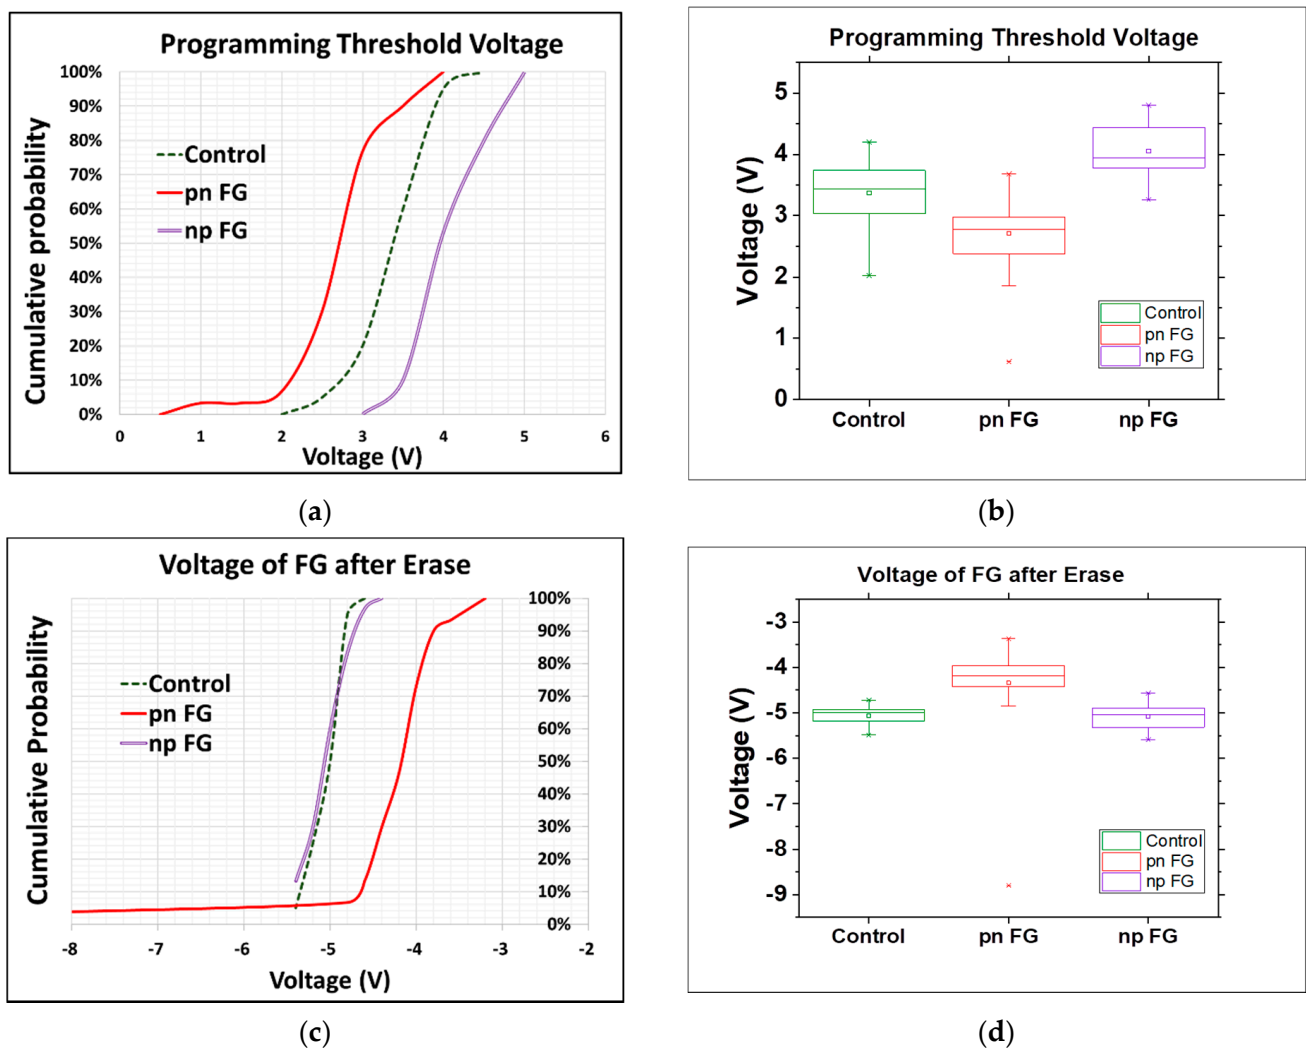 Programming Threshold Voltage
Cumulative probability
100%
90%
80%
70%
60%
50%
40%
30%
20%
10%
0%
Control
pn FG
np FG
0 1 2 3 4 5 6
Voltage (V)
(a)
Programming Threshold Voltage
Voltage (V)
5
4
3
2
1
0
Control
pn FG
np FG
Control pn FG np FG
(b)
Voltage of FG after Erase
Cumulative Probability
100%
90%
80%
70%
60%
50%
40%
30%
20%
10%
0%
Control
pn FG
np FG
-8 -7 -6 -5 -4 -3 -2
Voltage (V)
(c)
Voltage of FG after Erase
Voltage (V)
-3
-4
-5
-6
-7
-8
-9
Control
pn FG
np FG
Control pn FG np FG
(d)